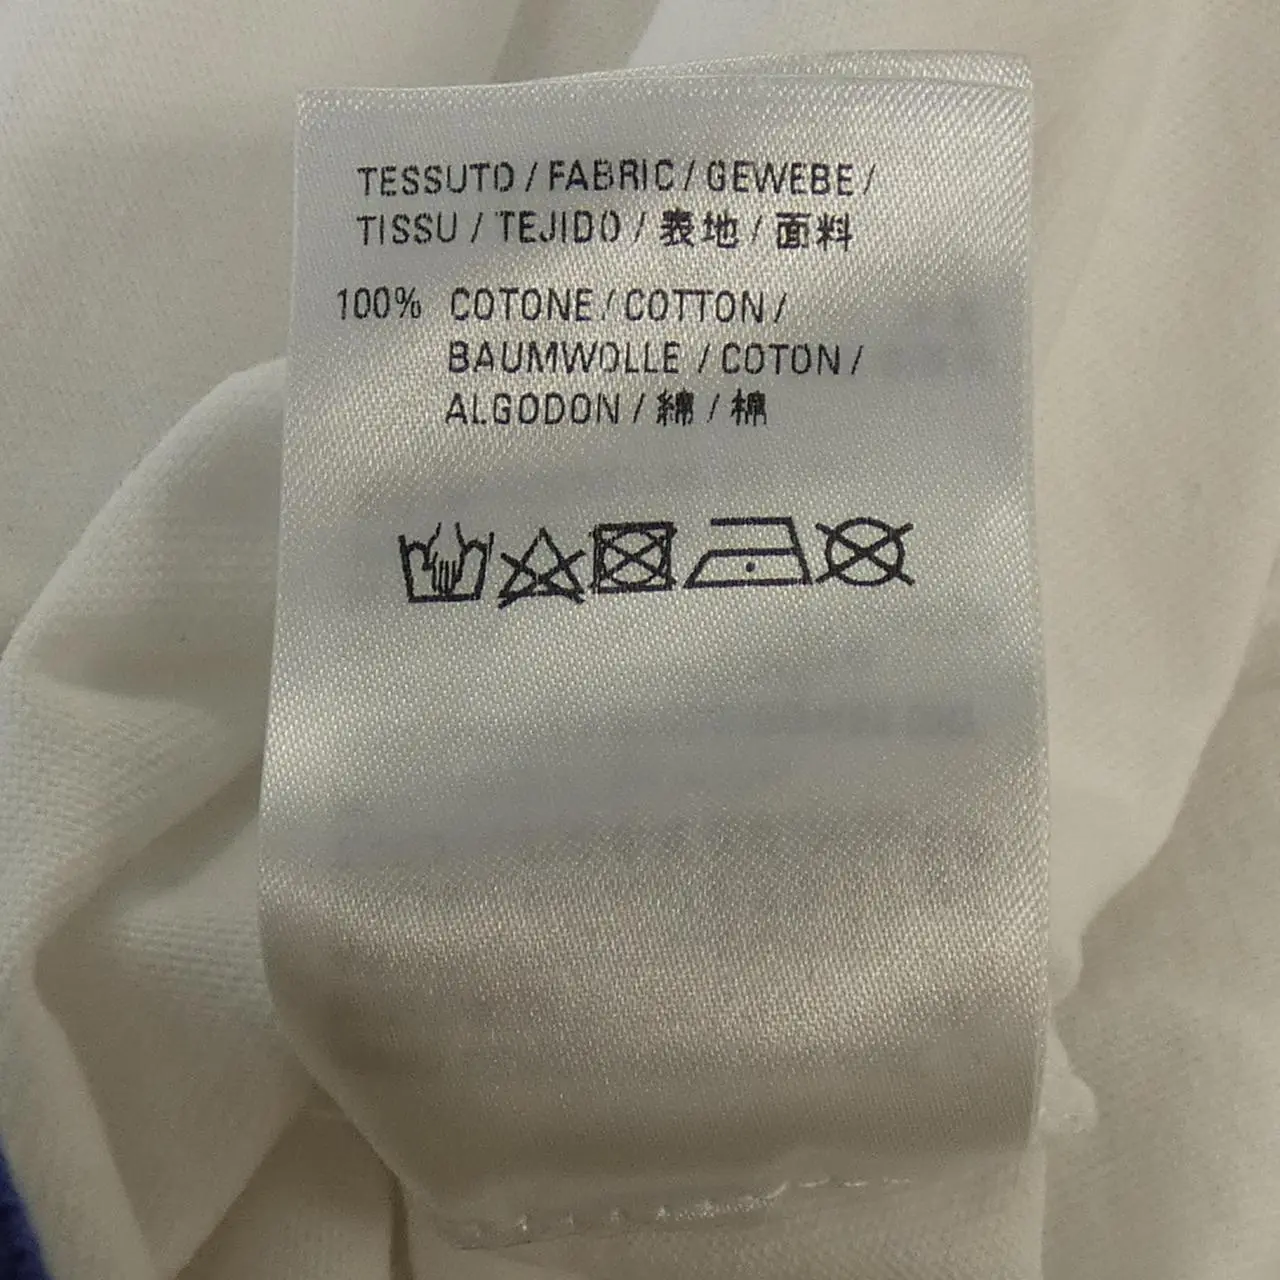 TESSUTO / FABRIC / GEWEBE /
TISSU / TEJIDO / 表地 / 面料
100% COTONE / COTTON /
BAUMWOLLE / COTON /
ALGODON / 綿 / 棉